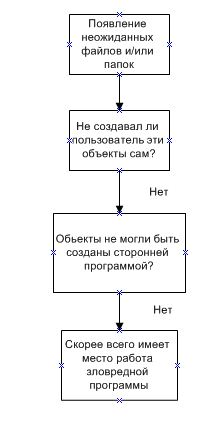 Появление
неожиданных
файлов и/или
папок
Не создавал ли
пользователь эти
объекты сам?
Нет
Обьекты не могли быть
созданы сторонней
программой?
Нет
Скорее всего имеет
место работа
зловредной
программы